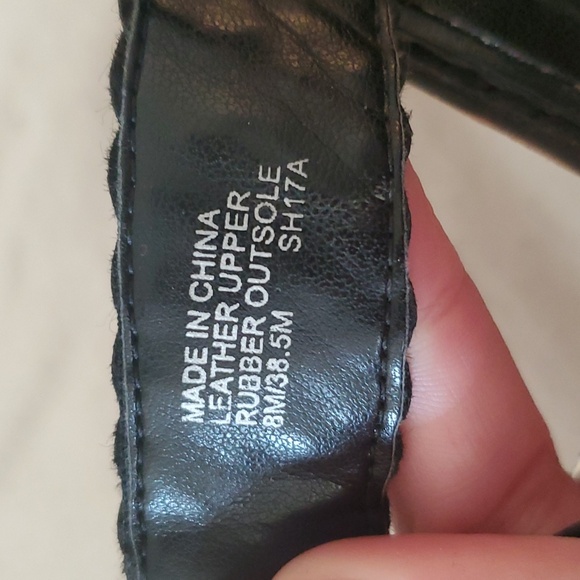 MADE IN CHINA
LEATHER UPPER
RUBBER OUTSOLE
8M/38.5M SH17A